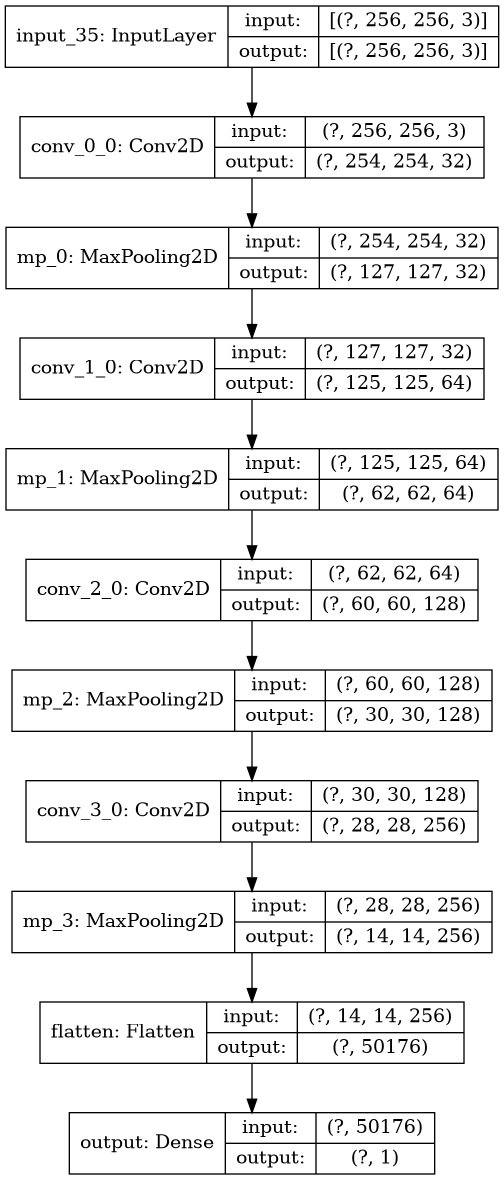 input_35: InputLayer
input: [(?, 256, 256, 3)]
output: [(?, 256, 256, 3)]
conv_0_0: Conv2D
input: (?, 256, 256, 3)
output: (?, 254, 254, 32)
mp_0: MaxPooling2D
input: (?, 254, 254, 32)
output: (?, 127, 127, 32)
conv_1_0: Conv2D
input: (?, 127, 127, 32)
output: (?, 125, 125, 64)
mp_1: MaxPooling2D
input: (?, 125, 125, 64)
output: (?, 62, 62, 64)
conv_2_0: Conv2D
input: (?, 62, 62, 64)
output: (?, 60, 60, 128)
mp_2: MaxPooling2D
input: (?, 60, 60, 128)
output: (?, 30, 30, 128)
conv_3_0: Conv2D
input: (?, 30, 30, 128)
output: (?, 28, 28, 256)
mp_3: MaxPooling2D
input: (?, 28, 28, 256)
output: (?, 14, 14, 256)
flatten: Flatten
input: (?, 14, 14, 256)
output: (?, 50176)
output: Dense
input: (?, 50176)
output: (?, 1)